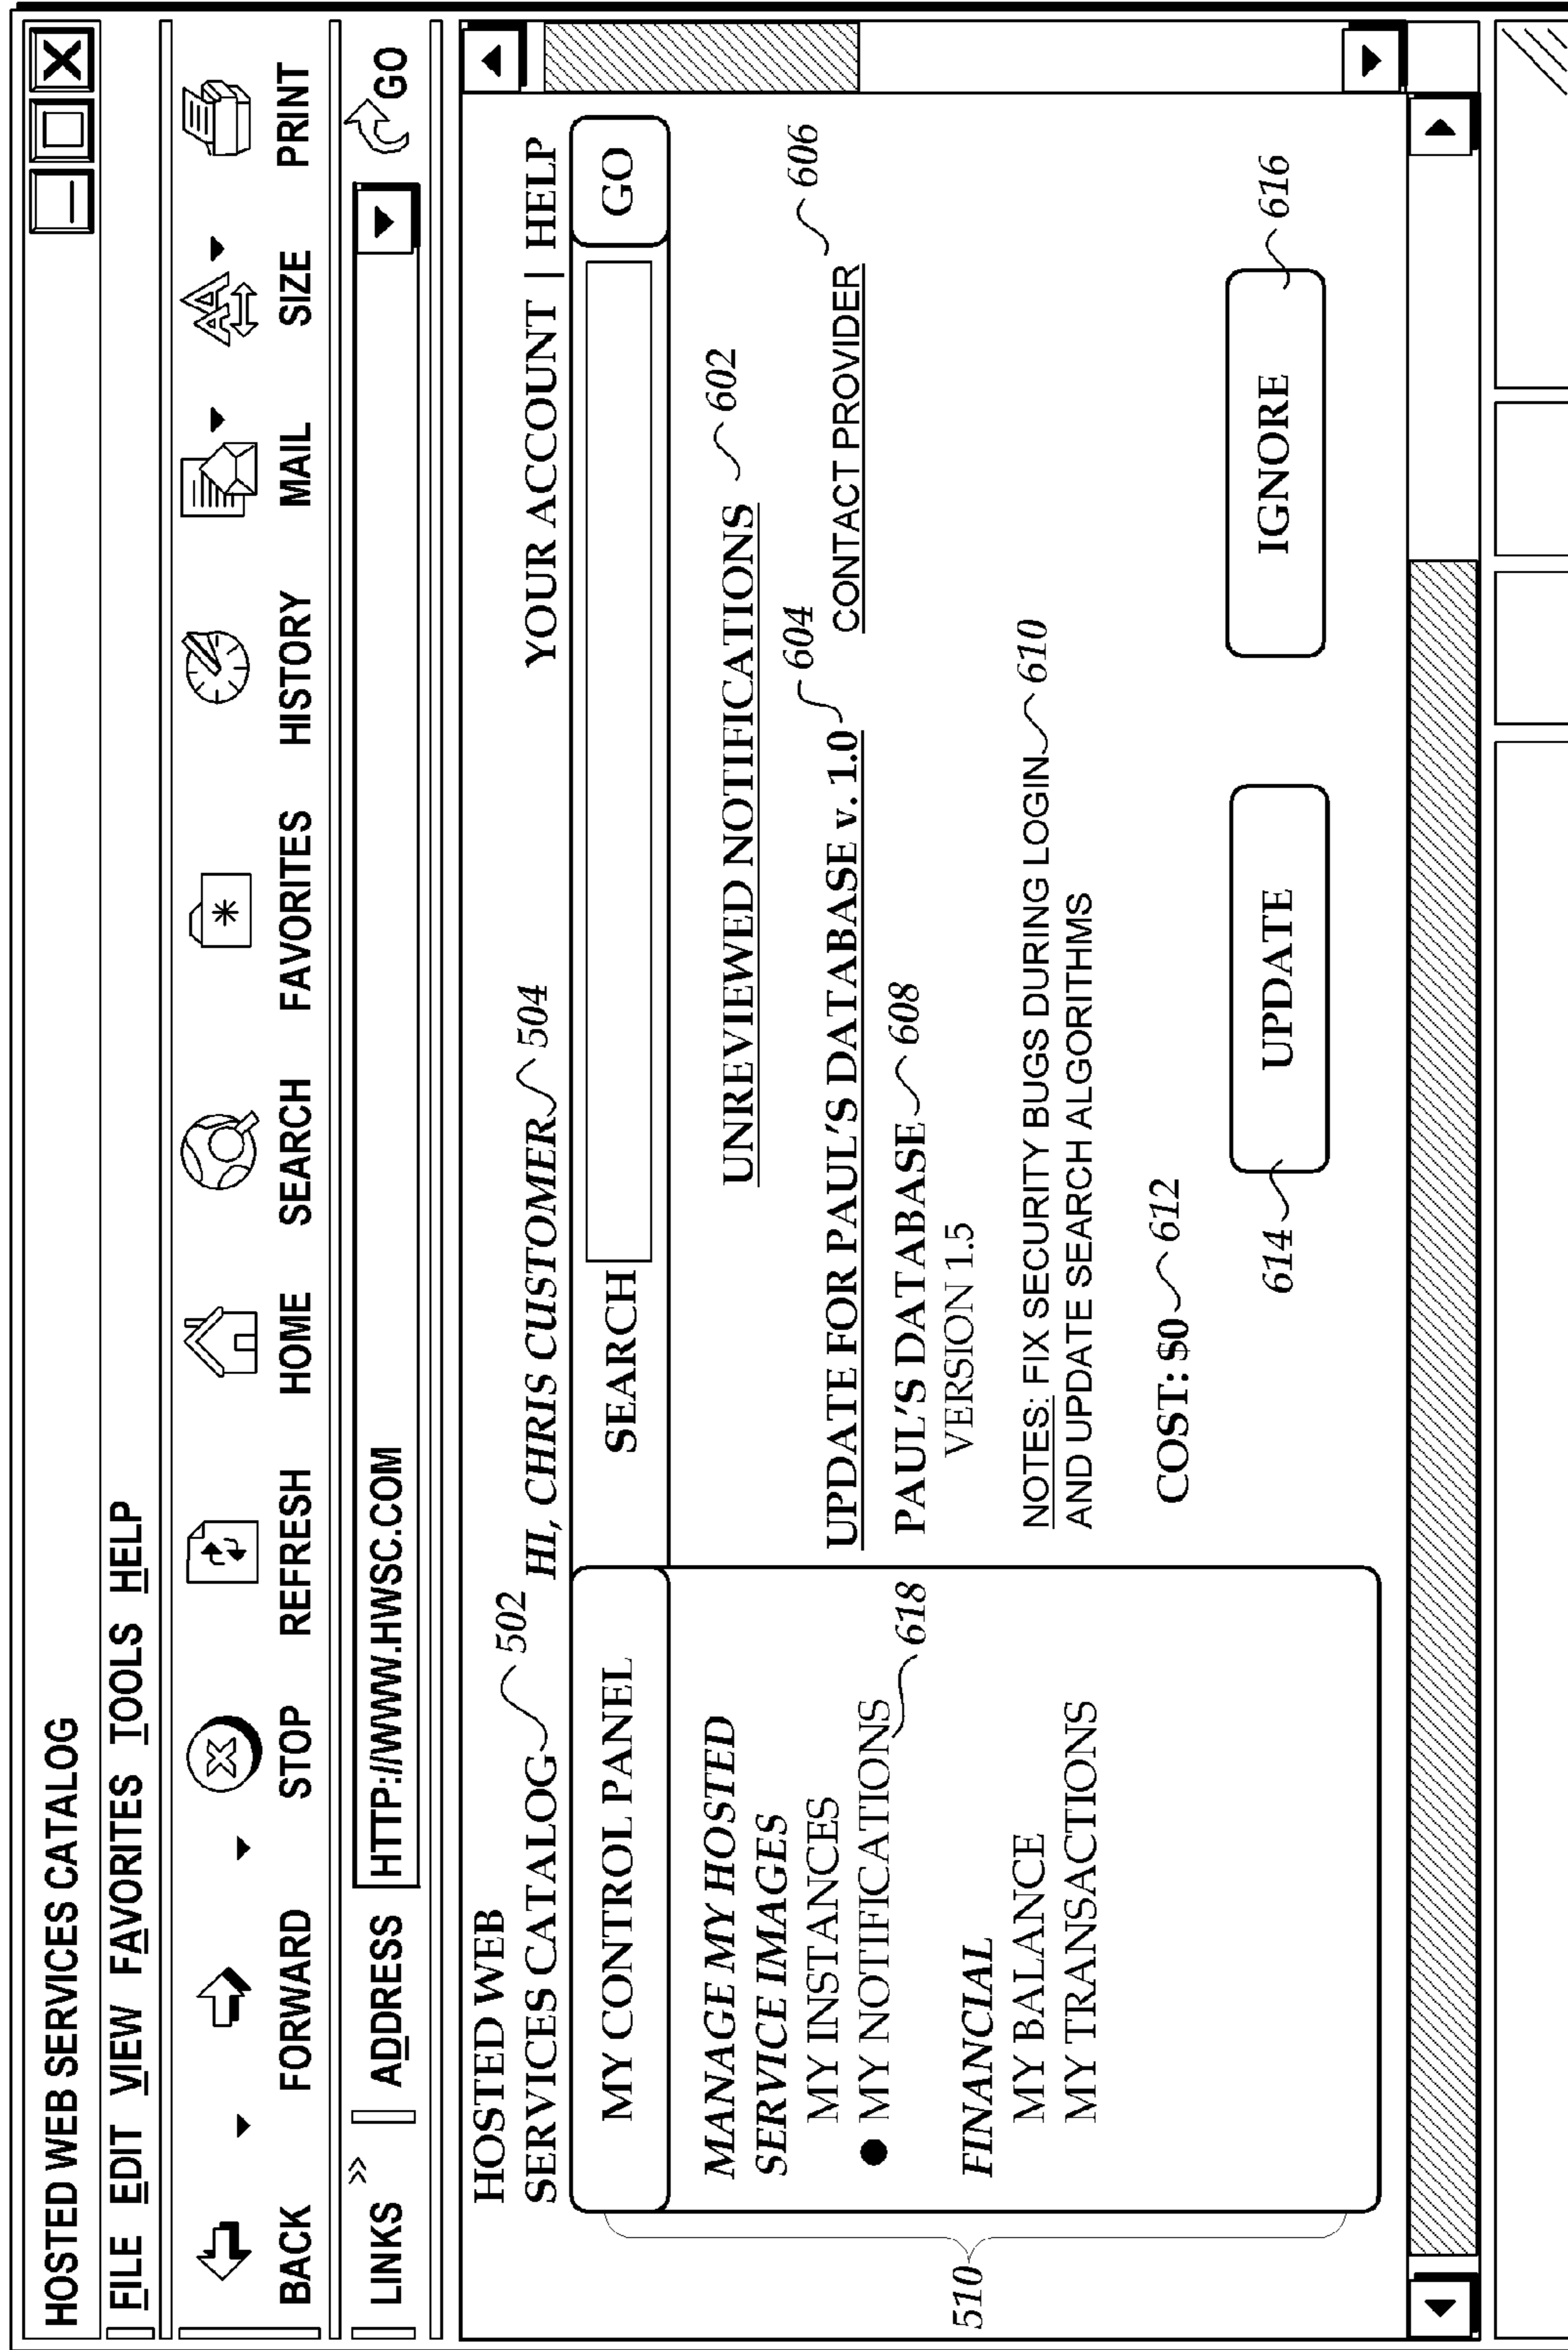 HOSTED WEB SERVICES CATALOG
FILE EDIT VIEW FAVORITES TOOLS HELP
BACK FORWARD STOP REFRESH HOME SEARCH FAVORITES HISTORY MAIL SIZE PRINT
LINKS » ADDRESS HTTP://WWW.HWSC.COM GO
HOSTED WEB
SERVICES CATALOG 502
HI, CHRIS CUSTOMER 504
YOUR ACCOUNT | HELP
MY CONTROL PANEL
SEARCH GO
510
MANAGE MY HOSTED
SERVICE IMAGES
MY INSTANCES
● MY NOTIFICATIONS 618
FINANCIAL
MY BALANCE
MY TRANSACTIONS
UNREVIEWED NOTIFICATIONS 602
UPDATE FOR PAUL'S DATABASE v. 1.0 604
CONTACT PROVIDER 606
PAUL'S DATABASE 608
VERSION 1.5
NOTES: FIX SECURITY BUGS DURING LOGIN 610
AND UPDATE SEARCH ALGORITHMS
COST: $0 612
614 UPDATE
IGNORE 616